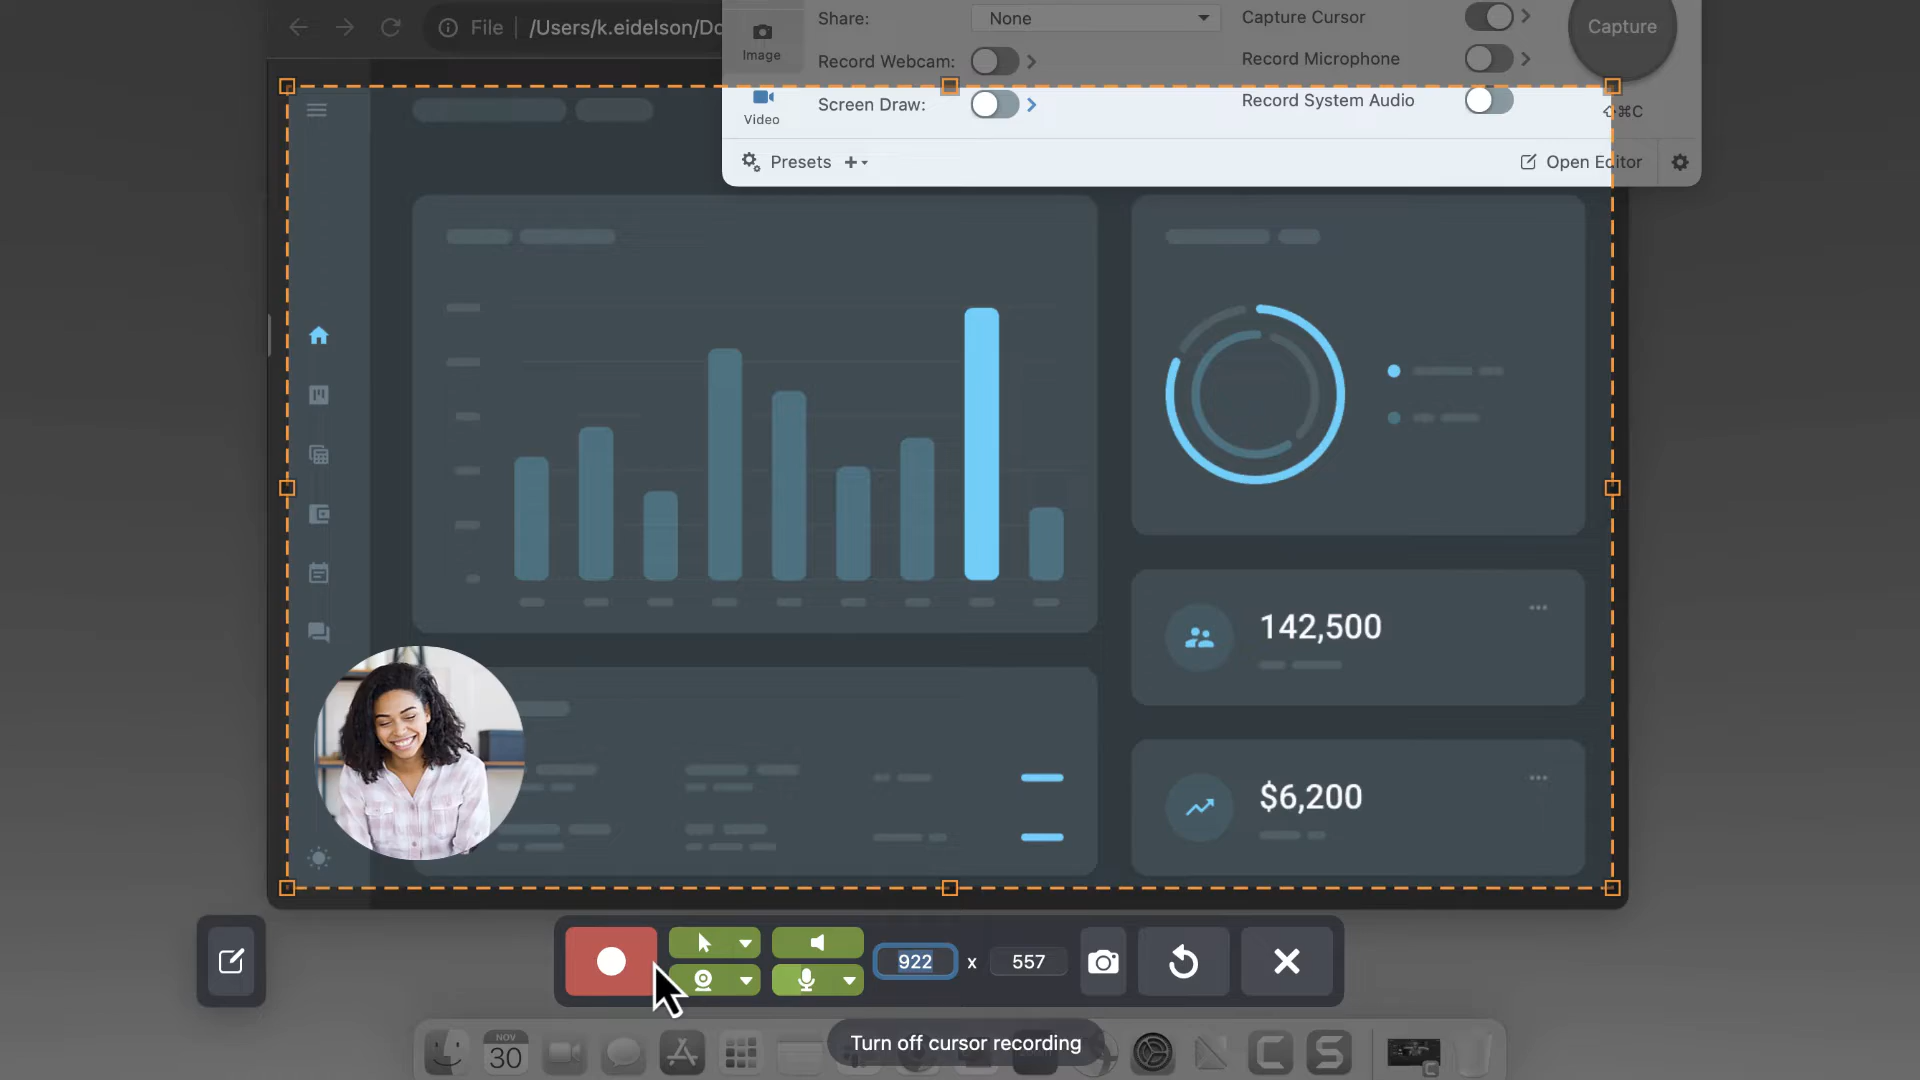 Share:
None
Capture Cursor
Capture
Image
Record Webcam:
Record Microphone
File
/Users/k.eidelson/Do
Video
Screen Draw:
Record System Audio
⇧⌘C
Presets
Open Editor
142,500
$6,200
922 x 557
Turn off cursor recording
NOV
30